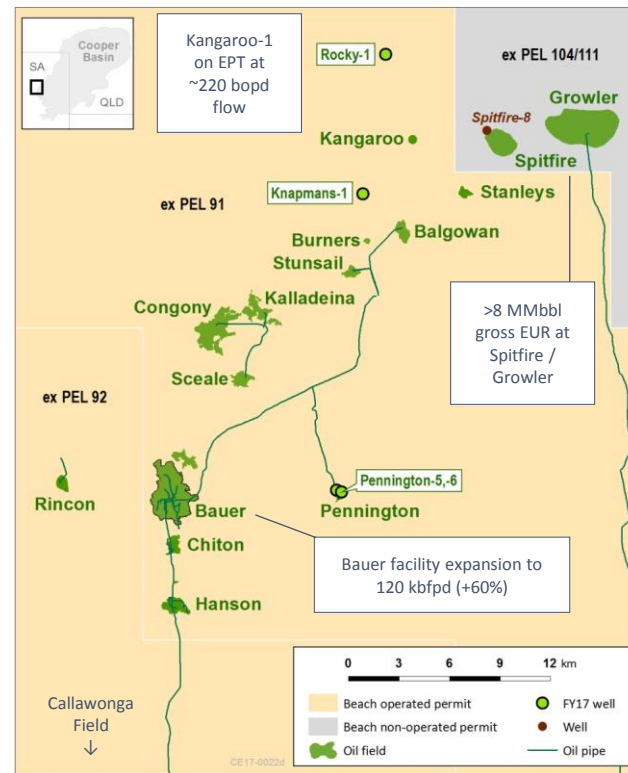 Cooper
Basin
SA
QLD
Kangaroo-1
on EPT at
~220 bopd
flow
Rocky-1
ex PEL 104/111
Growler
Spitfire-8
Spitfire
Kangaroo
Knapmans-1
Stanleys
ex PEL 91
Balgowan
Burners
Stunsail
Kalladeina
Congony
>8 MMbbl
gross EUR at
Spitfire /
Growler
Sceale
ex PEL 92
Rincon
Bauer
Pennington-5,-6
Pennington
Chiton
Bauer facility expansion to
120 kbfpd (+60%)
Hanson
Callawonga
Field
↓
0 3 6 9 12 km
Beach operated permit
FY17 well
Beach non-operated permit
Well
Oil field
Oil pipe
CE17-0022d